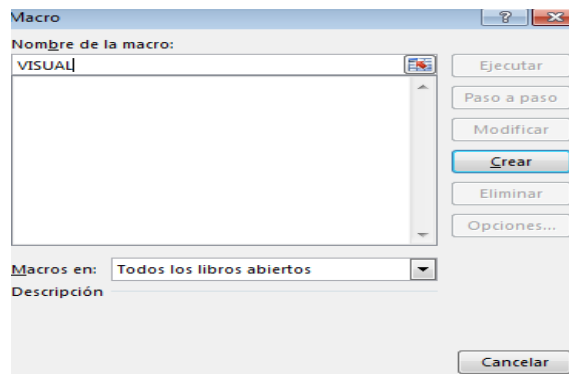 Macro
Nombre de la macro:
VISUAL
Ejecutar
Paso a paso
Modificar
Crear
Eliminar
Opciones...
Macros en: Todos los libros abiertos
Descripción
Cancelar